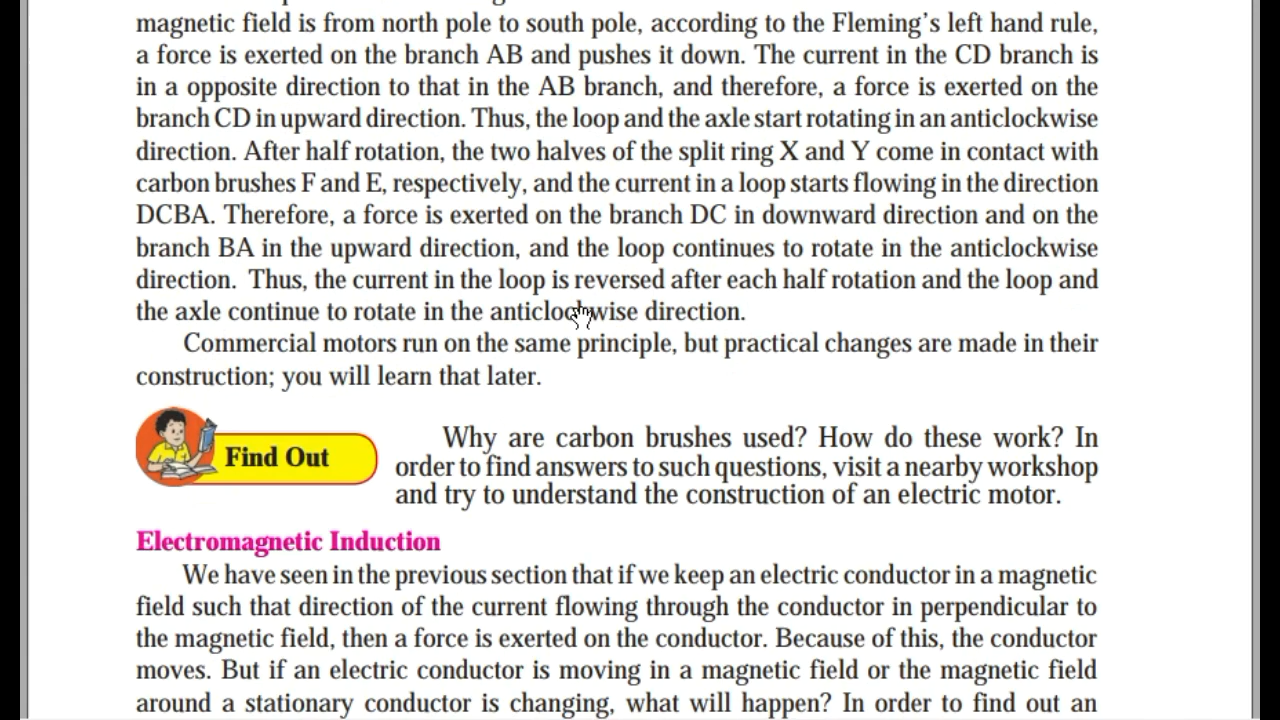 magnetic field is from north pole to south pole, according to the Fleming's left hand rule,
a force is exerted on the branch AB and pushes it down. The current in the CD branch is
in a opposite direction to that in the AB branch, and therefore, a force is exerted on the
branch CD in upward direction. Thus, the loop and the axle start rotating in an anticlockwise
direction. After half rotation, the two halves of the split ring X and Y come in contact with
carbon brushes F and E, respectively, and the current in a loop starts flowing in the direction
DCBA. Therefore, a force is exerted on the branch DC in downward direction and on the
branch BA in the upward direction, and the loop continues to rotate in the anticlockwise
direction. Thus, the current in the loop is reversed after each half rotation and the loop and
the axle continue to rotate in the anticlockwise direction.
Commercial motors run on the same principle, but practical changes are made in their
construction; you will learn that later.
Find Out
Why are carbon brushes used? How do these work? In
order to find answers to such questions, visit a nearby workshop
and try to understand the construction of an electric motor.
Electromagnetic Induction
We have seen in the previous section that if we keep an electric conductor in a magnetic
field such that direction of the current flowing through the conductor in perpendicular to
the magnetic field, then a force is exerted on the conductor. Because of this, the conductor
moves. But if an electric conductor is moving in a magnetic field or the magnetic field
around a stationary conductor is changing, what will happen? In order to find out an